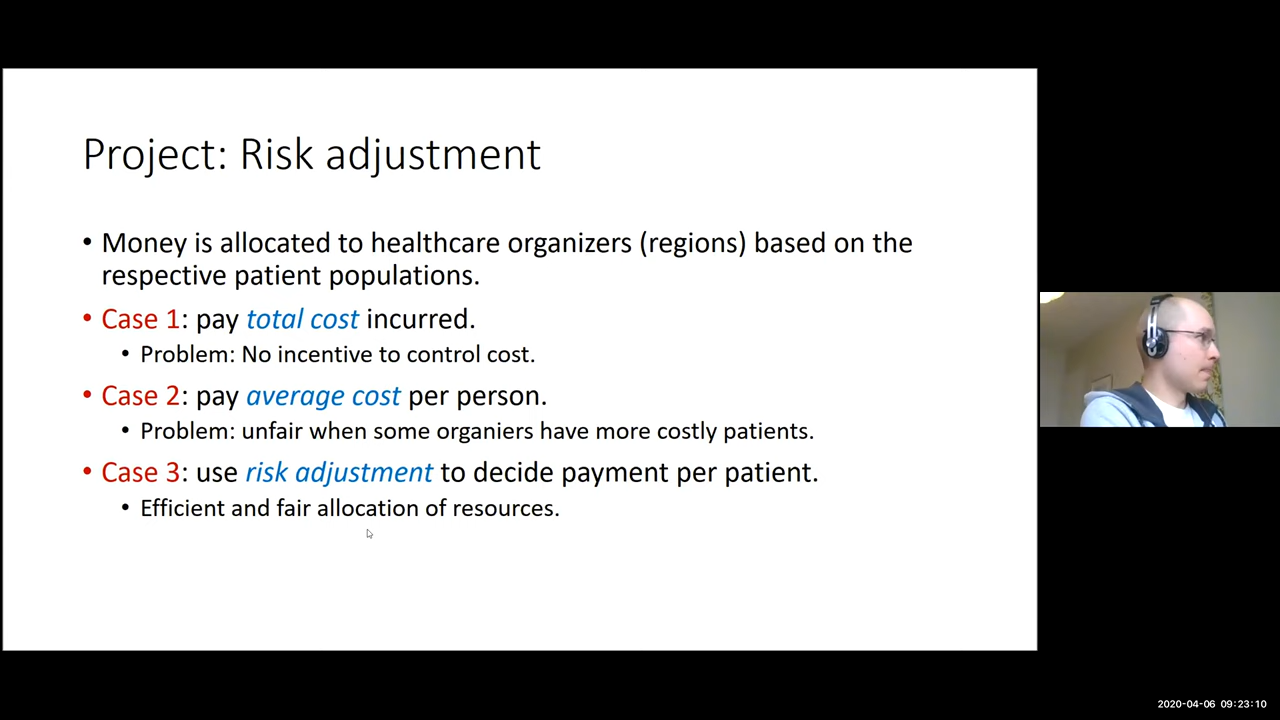 Project: Risk adjustment
• Money is allocated to healthcare organizers (regions) based on the
respective patient populations.
• Case 1: pay total cost incurred.
• Problem: No incentive to control cost.
• Case 2: pay average cost per person.
• Problem: unfair when some organiers have more costly patients.
• Case 3: use risk adjustment to decide payment per patient.
• Efficient and fair allocation of resources.
2020-04-06 09:23:10